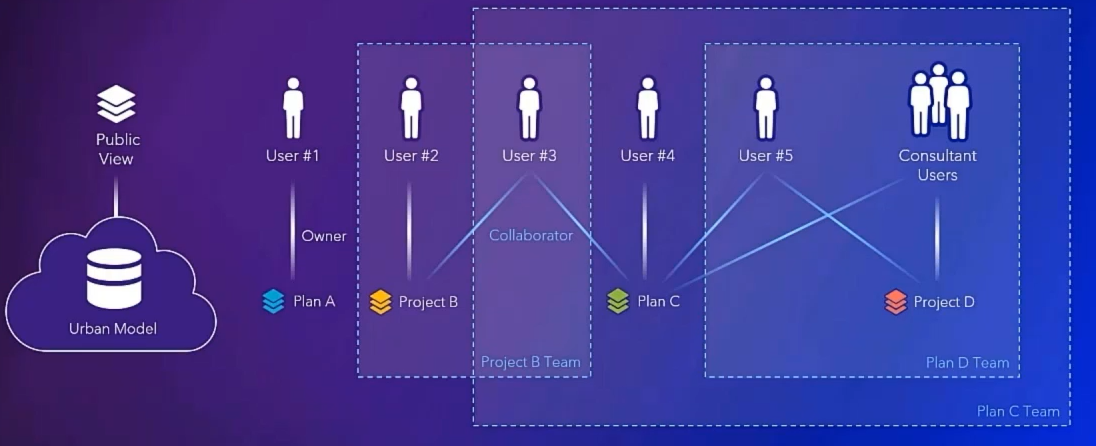 Public
View
Urban Model
User #1
User #2
User #3
User #4
User #5
Consultant
Users
Owner
Collaborator
Plan A
Project B
Plan C
Project D
Project B Team
Plan D Team
Plan C Team